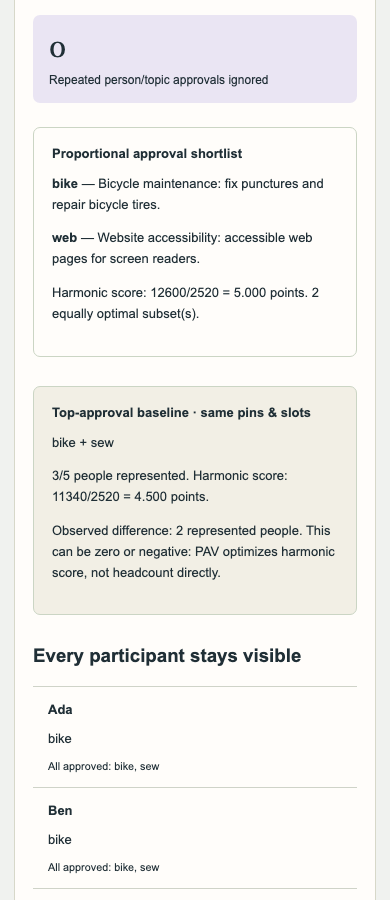 0
Repeated person/topic approvals ignored
Proportional approval shortlist
bike — Bicycle maintenance: fix punctures and
repair bicycle tires.
web — Website accessibility: accessible web
pages for screen readers.
Harmonic score: 12600/2520 = 5.000 points. 2
equally optimal subset(s).
Top-approval baseline · same pins & slots
bike + sew
3/5 people represented. Harmonic score:
11340/2520 = 4.500 points.
Observed difference: 2 represented people. This
can be zero or negative: PAV optimizes harmonic
score, not headcount directly.
Every participant stays visible
Ada
bike
All approved: bike, sew
Ben
bike
All approved: bike, sew